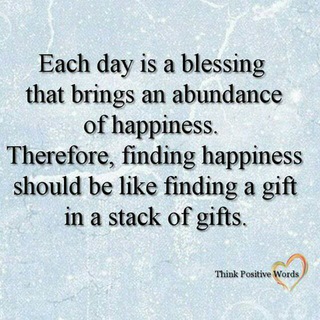 Each day is a blessing
that brings an abundance
of happiness.
Therefore, finding happiness
should be like finding a gift
in a stack of gifts.
Think Positive Words